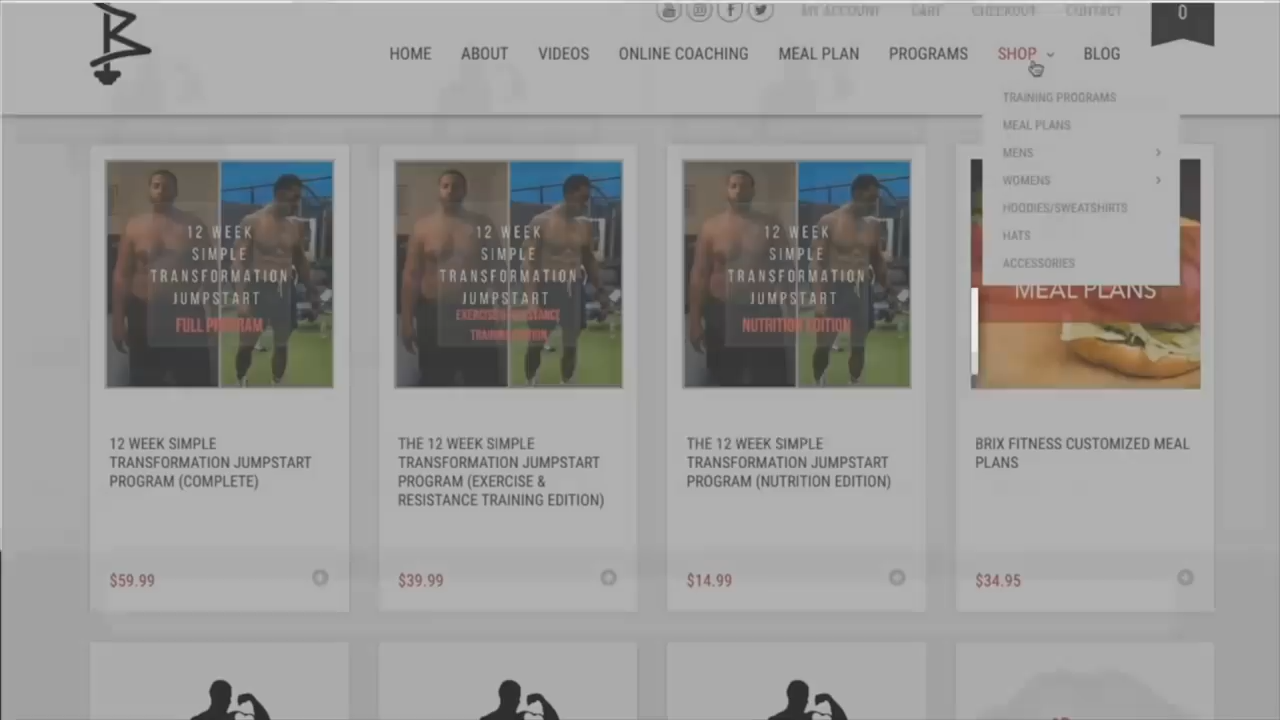 MY ACCOUNT CART CHECKOUT CONTACT
0
HOME ABOUT VIDEOS ONLINE COACHING MEAL PLAN PROGRAMS SHOP BLOG
TRAINING PROGRAMS
MEAL PLANS
MENS
WOMENS
HOODIES/SWEATSHIRTS
HATS
ACCESSORIES
12 WEEK
SIMPLE
TRANSFORMATION
JUMPSTART
FULL PROGRAM
12 WEEK
SIMPLE
TRANSFORMATION
JUMPSTART
EXERCISE & RESISTANCE
TRAINING EDITION
12 WEEK
SIMPLE
TRANSFORMATION
JUMPSTART
NUTRITION EDITION
MEAL PLANS
12 WEEK SIMPLE
TRANSFORMATION JUMPSTART
PROGRAM (COMPLETE)
$59.99
THE 12 WEEK SIMPLE
TRANSFORMATION JUMPSTART
PROGRAM (EXERCISE &
RESISTANCE TRAINING EDITION)
$39.99
THE 12 WEEK SIMPLE
TRANSFORMATION JUMPSTART
PROGRAM (NUTRITION EDITION)
$14.99
BRIX FITNESS CUSTOMIZED MEAL
PLANS
$34.95